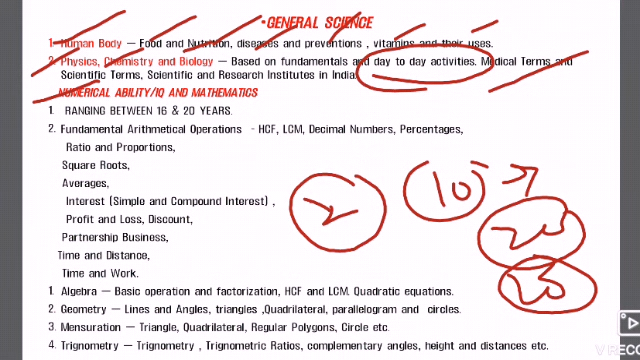 •GENERAL SCIENCE
1. Human Body – Food and Nutrition, diseases and preventions , vitamins and their uses.
2. Physics, Chemistry and Biology – Based on fundamentals and day to day activities. Medical Terms and
Scientific Terms, Scientific and Research Institutes in India.
NUMERICAL ABILITY/IQ AND MATHEMATICS
1. RANGING BETWEEN 16 & 20 YEARS.
2. Fundamental Arithmetical Operations - HCF, LCM, Decimal Numbers, Percentages,
Ratio and Proportions,
Square Roots,
Averages,
Interest (Simple and Compound Interest) ,
Profit and Loss, Discount,
Partnership Business,
Time and Distance,
Time and Work.
2
10 →
20
1. Algebra – Basic operation and factorization, HCF and LCM. Quadratic equations.
2. Geometry – Lines and Angles, triangles ,Quadrilateral, parallelogram and circles.
3. Mensuration – Triangle, Quadrilateral, Regular Polygons, Circle etc.
4. Trignometry – Trignometry , Trignometric Ratios, complementary angles, height and distances etc.
V RECO